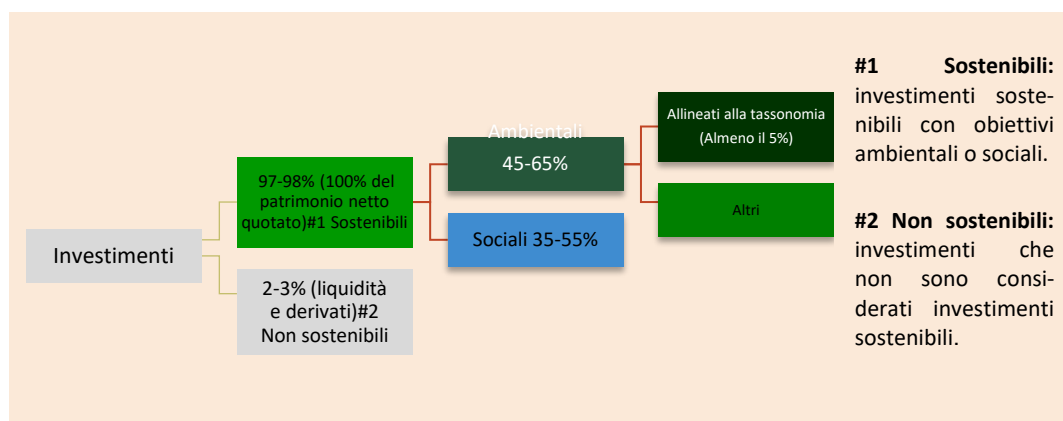 Investimenti
97-98% (100% del
patrimonio netto
quotato)#1 Sostenibili
2-3% (liquidità
e derivati)#2
Non sostenibili
Ambientali
45-65%
Sociali 35-55%
Allineati alla tassonomia
(Almeno il 5%)
Altri
#1 Sostenibili:
investimenti soste-
nibili con obiettivi
ambientali o sociali.
#2 Non sostenibili:
investimenti che
non sono consi-
derati investimenti
sostenibili.